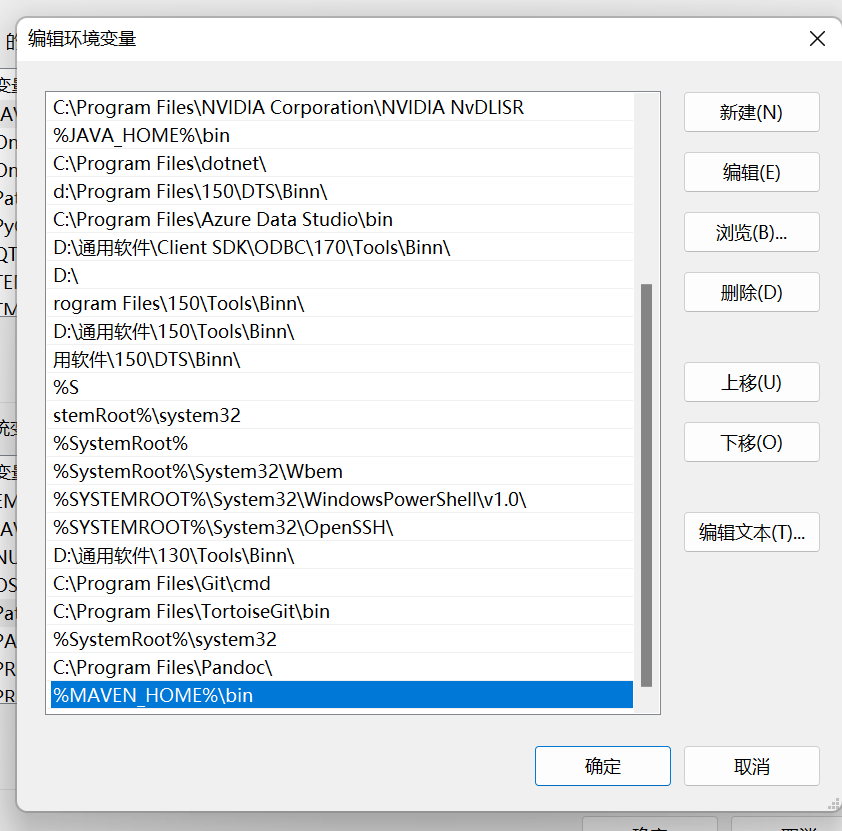 编辑环境变量
C:\Program Files\NVIDIA Corporation\NVIDIA NvDLISR
%JAVA_HOME%\bin
C:\Program Files\dotnet\
d:\Program Files\150\DTS\Binn\
C:\Program Files\Azure Data Studio\bin
D:\通用软件\Client SDK\ODBC\170\Tools\Binn\
D:\
rogram Files\150\Tools\Binn\
D:\通用软件\150\Tools\Binn\
用软件\150\DTS\Binn\
%S
stemRoot%\system32
%SystemRoot%
%SystemRoot%\System32\Wbem
%SYSTEMROOT%\System32\WindowsPowerShell\v1.0\
%SYSTEMROOT%\System32\OpenSSH\
D:\通用软件\130\Tools\Binn\
C:\Program Files\Git\cmd
C:\Program Files\TortoiseGit\bin
%SystemRoot%\system32
C:\Program Files\Pandoc\
%MAVEN_HOME%\bin
新建(N)
编辑(E)
浏览(B)...
删除(D)
上移(U)
下移(O)
编辑文本(T)...
确定
取消